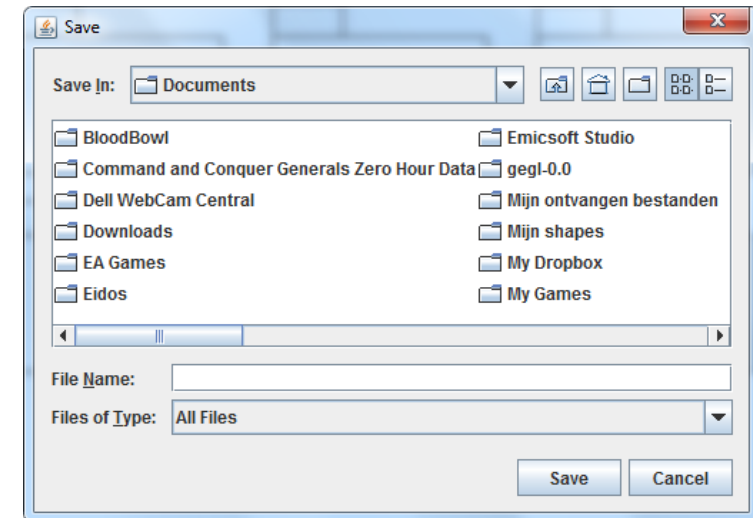 Save
Save In: Documents
BloodBowl
Command and Conquer Generals Zero Hour Data
Dell WebCam Central
Downloads
EA Games
Eidos
Emicsoft Studio
gegl-0.0
Mijn ontvangen bestanden
Mijn shapes
My Dropbox
My Games
File Name:
Files of Type: All Files
Save Cancel